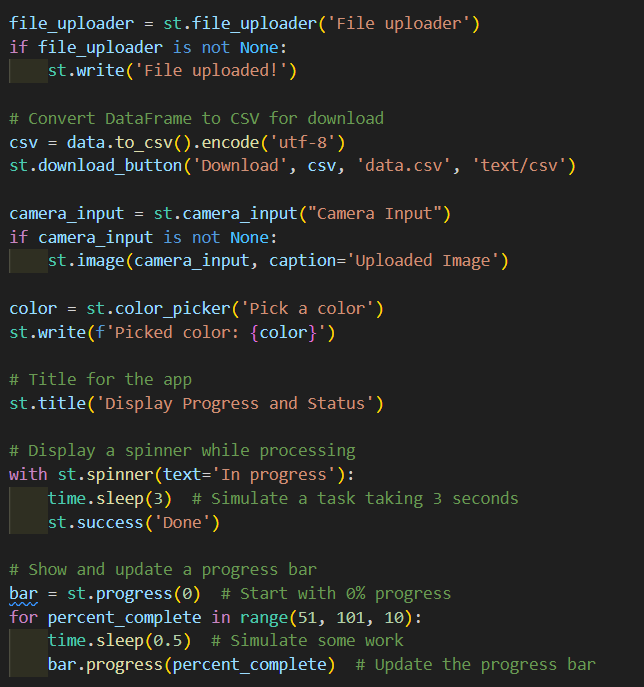 file_uploader = st.file_uploader('File uploader')
if file_uploader is not None:
    st.write('File uploaded!')

# Convert DataFrame to CSV for download
csv = data.to_csv().encode('utf-8')
st.download_button('Download', csv, 'data.csv', 'text/csv')

camera_input = st.camera_input("Camera Input")
if camera_input is not None:
    st.image(camera_input, caption='Uploaded Image')

color = st.color_picker('Pick a color')
st.write(f'Picked color: {color}')

# Title for the app
st.title('Display Progress and Status')

# Display a spinner while processing
with st.spinner(text='In progress'):
    time.sleep(3)  # Simulate a task taking 3 seconds
    st.success('Done')

# Show and update a progress bar
bar = st.progress(0)  # Start with 0% progress
for percent_complete in range(51, 101, 10):
    time.sleep(0.5)  # Simulate some work
    bar.progress(percent_complete)  # Update the progress bar